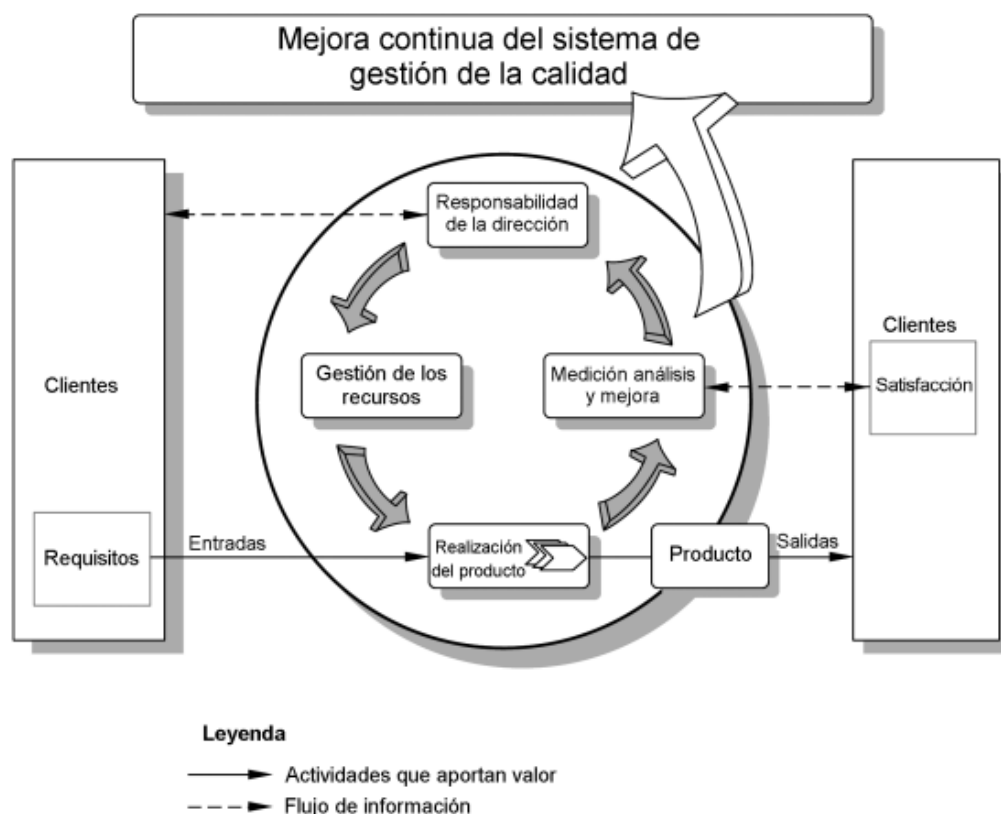 Mejora continua del sistema de
gestión de la calidad
Responsabilidad
de la dirección
Clientes
Gestión de los
recursos
Medición análisis
y mejora
Clientes
Satisfacción
Requisitos
Entradas
Realización
del producto
Producto
Salidas
Leyenda
Actividades que aportan valor
Flujo de información